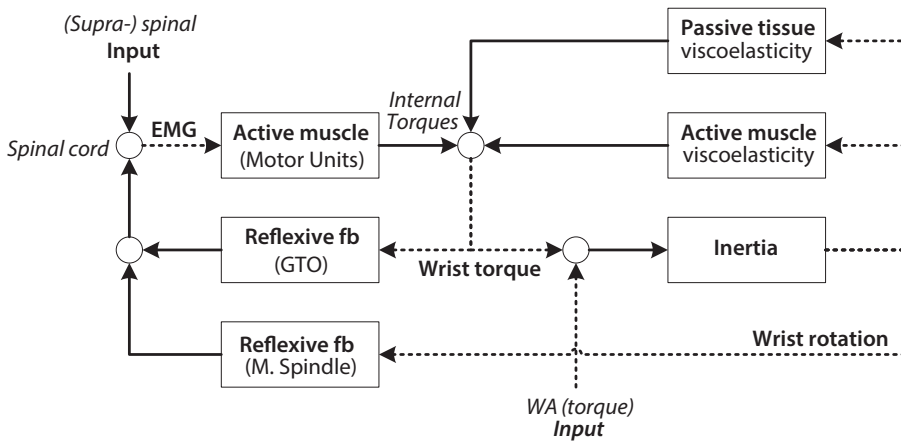 (Supra-) spinal
Input
Passive tissue
viscoelasticity
Internal
Torques
EMG
Spinal cord
Active muscle
(Motor Units)
Active muscle
viscoelasticity
Reflexive fb
(GTO)
Wrist torque
Inertia
Reflexive fb
(M. Spindle)
Wrist rotation
WA (torque)
Input